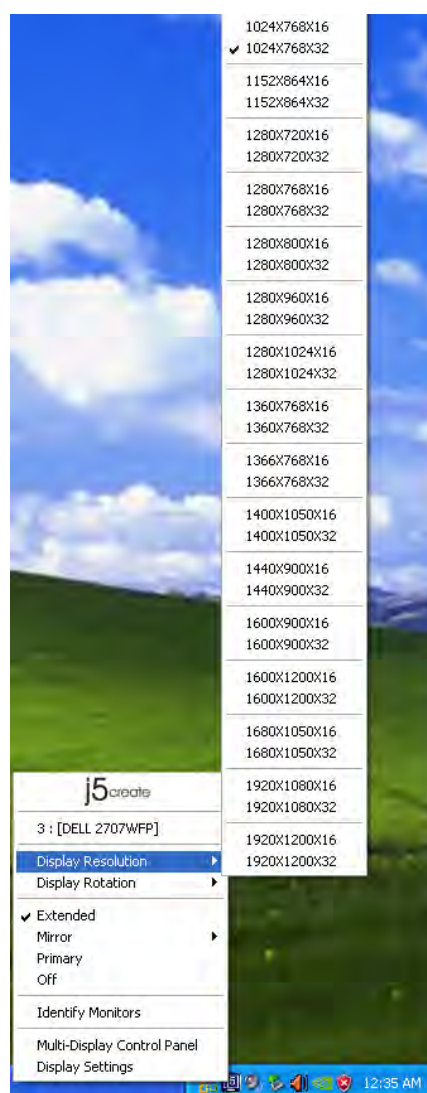 1024X768X16
1024X768X32
1152X864X16
1152X864X32
1280X720X16
1280X720X32
1280X768X16
1280X768X32
1280X800X16
1280X800X32
1280X960X16
1280X960X32
1280X1024X16
1280X1024X32
1360X768X16
1360X768X32
1366X768X16
1366X768X32
1400X1050X16
1400X1050X32
1440X900X16
1440X900X32
1600X900X16
1600X900X32
1600X1200X16
1600X1200X32
1680X1050X16
1680X1050X32
1920X1080X16
1920X1080X32
1920X1200X16
1920X1200X32
j5create
3 : [DELL 2707WFP]
Display Resolution
Display Rotation
Extended
Mirror
Primary
Off
Identify Monitors
Multi-Display Control Panel
Display Settings
12:35 AM